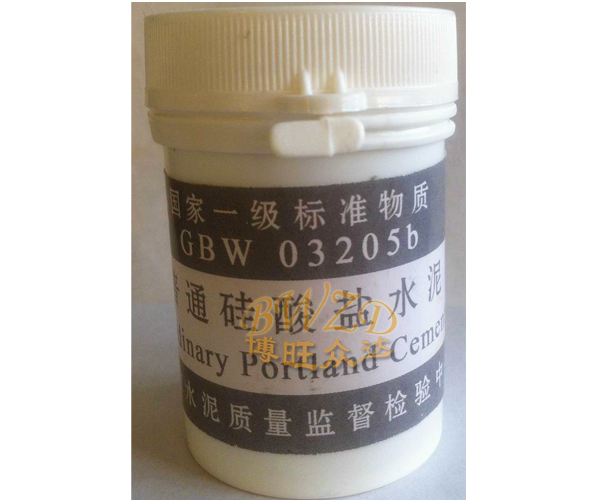 国家一级标准物质
GBW 03205b
普通硅酸盐水泥
BWZD
博旺众达
inary Portland Cemen
水泥质量监督检验中